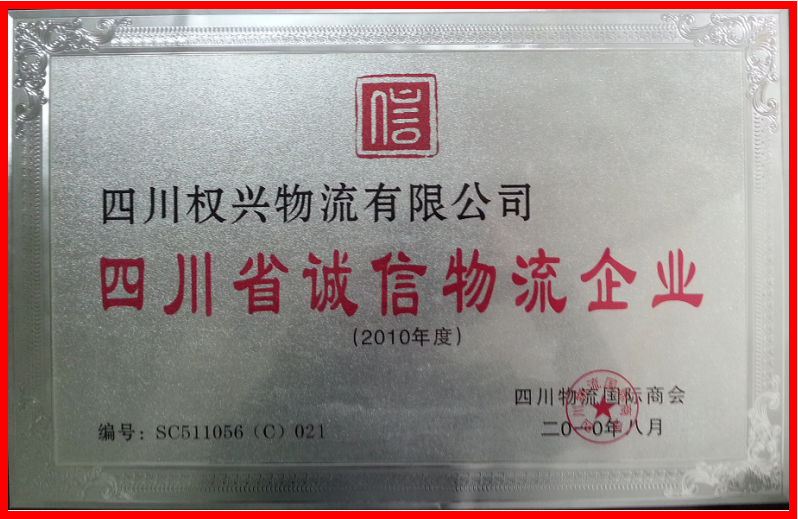 信
四川权兴物流有限公司
四川省诚信物流企业
(2010年度)
四川物流国际商会
编号：SC511056（C）021
二0一0年八月